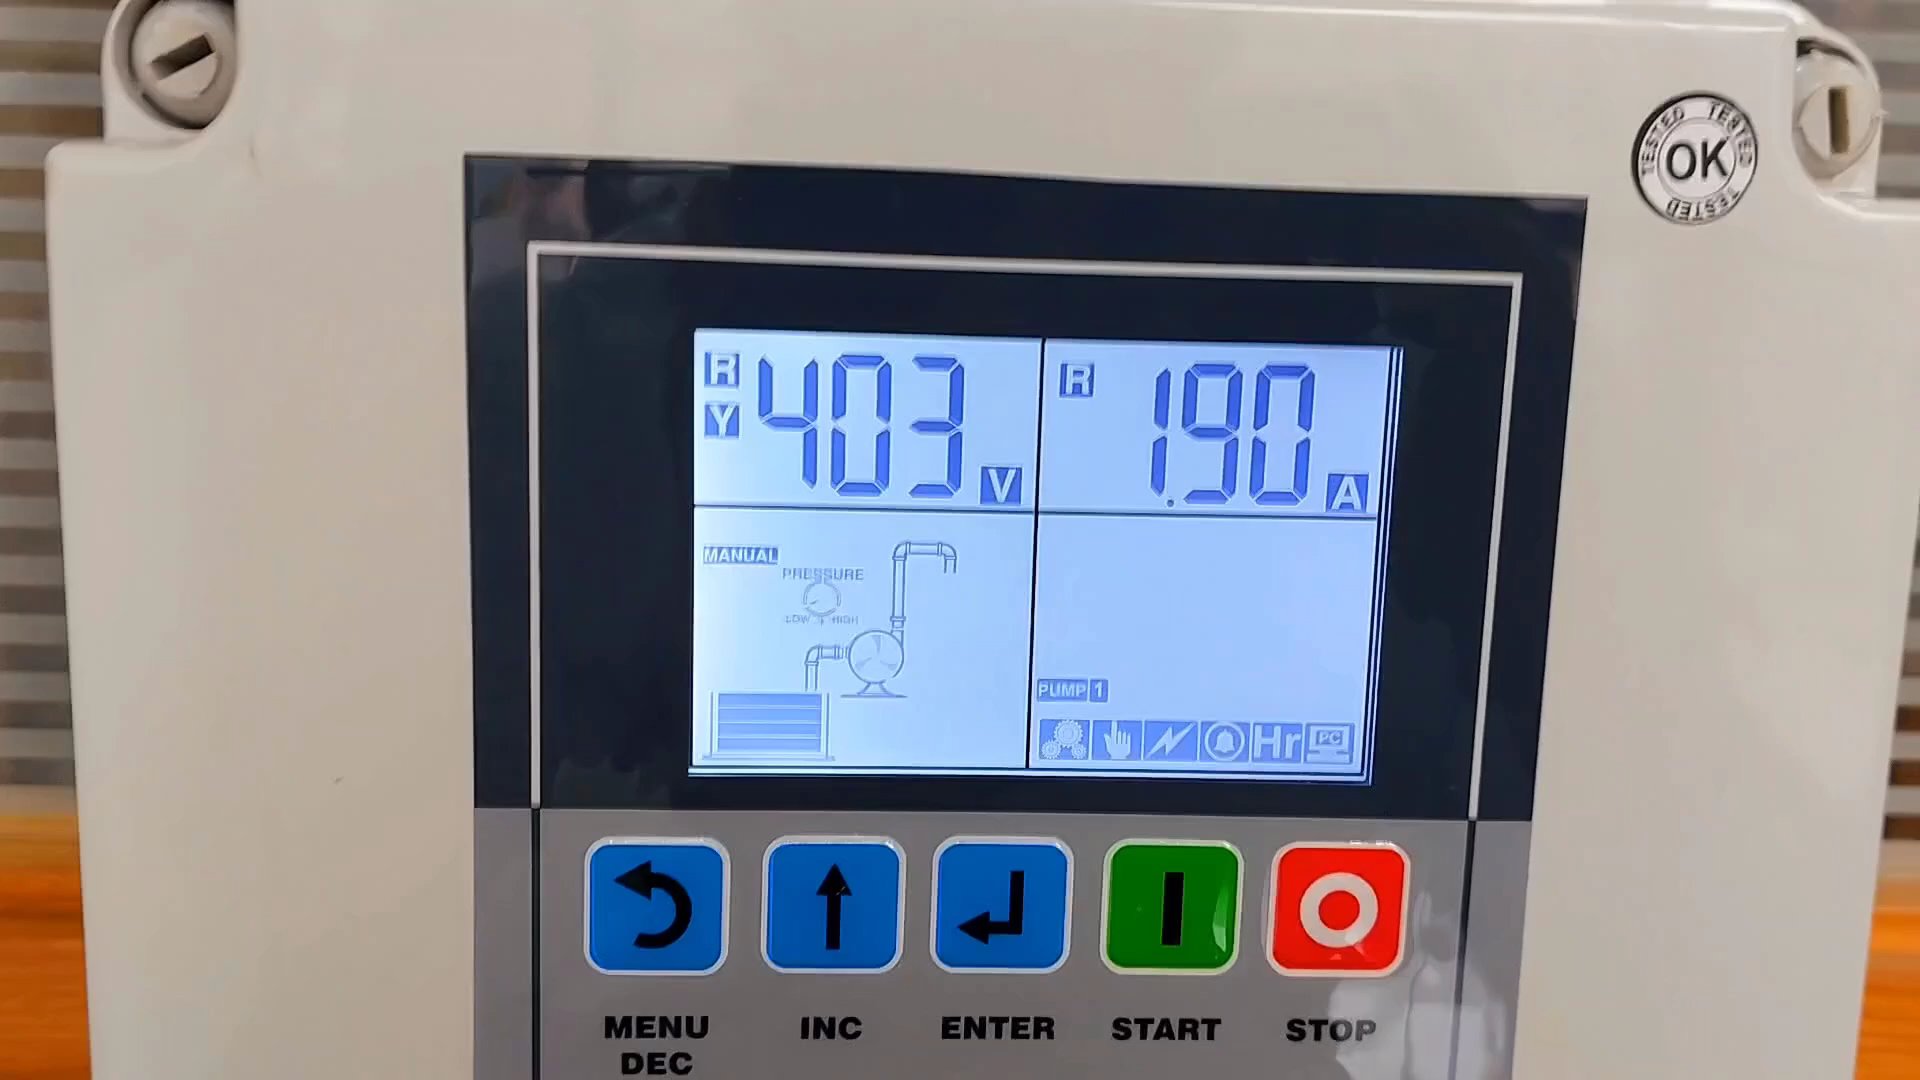 TESTED TESTED
OK
TESTED
R
Y
403
V
R
1.90
A
MANUAL
PRESSURE
LOW HIGH
PUMP 1
Hr
PC
MENU
DEC
INC
ENTER
START
STOP